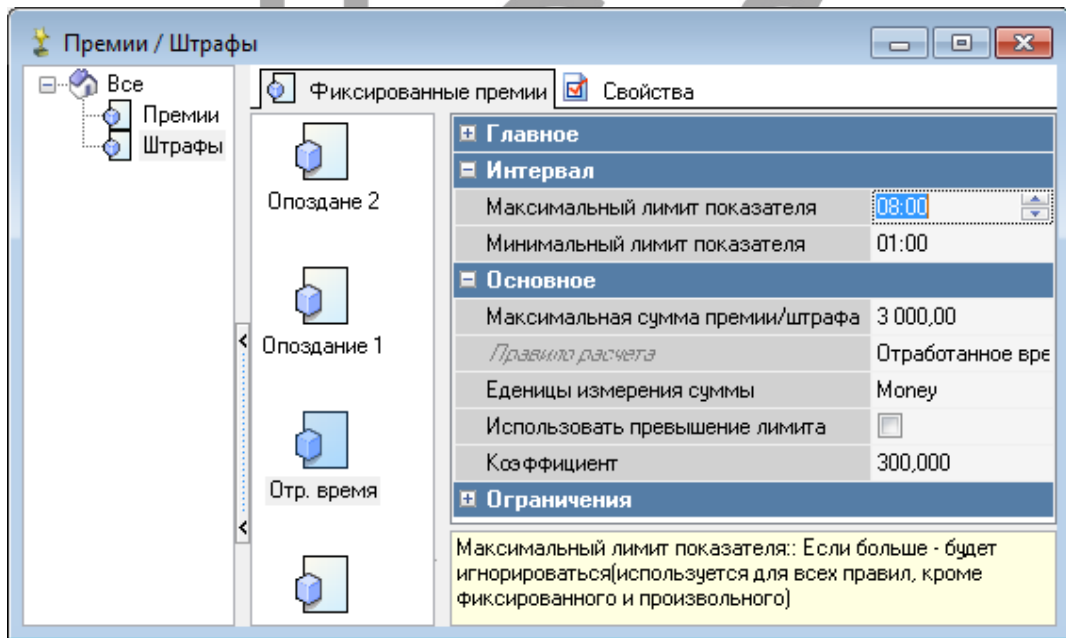 Премии / Штрафы
Все
Премии
Штрафы
Фиксированные премии
Свойства
Опоздане 2
Опоздание 1
Отр. время
Главное
Интервал
Максимальный лимит показателя 08:00
Минимальный лимит показателя 01:00
Основное
Максимальная сумма премии/штрафа 3 000,00
Правило расчета Отработанное вре
Еденицы измерения суммы Money
Использовать превышение лимита
Коэффициент 300,000
Ограничения
Максимальный лимит показателя:: Если больше - будет
игнорироваться(используется для всех правил, кроме
фиксированного и произвольного)